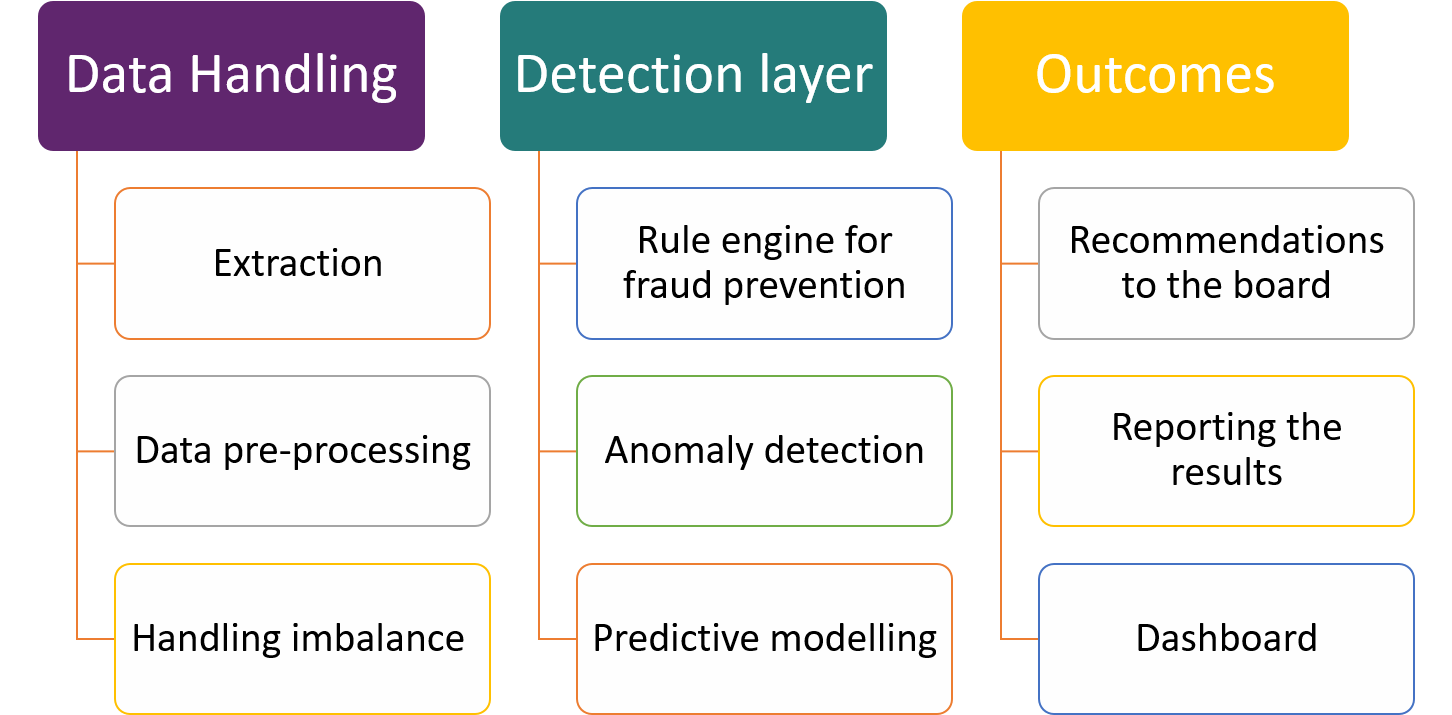 Data Handling
Extraction
Data pre-processing
Handling imbalance
Detection layer
Rule engine for
fraud prevention
Anomaly detection
Predictive modelling
Outcomes
Recommendations
to the board
Reporting the
results
Dashboard